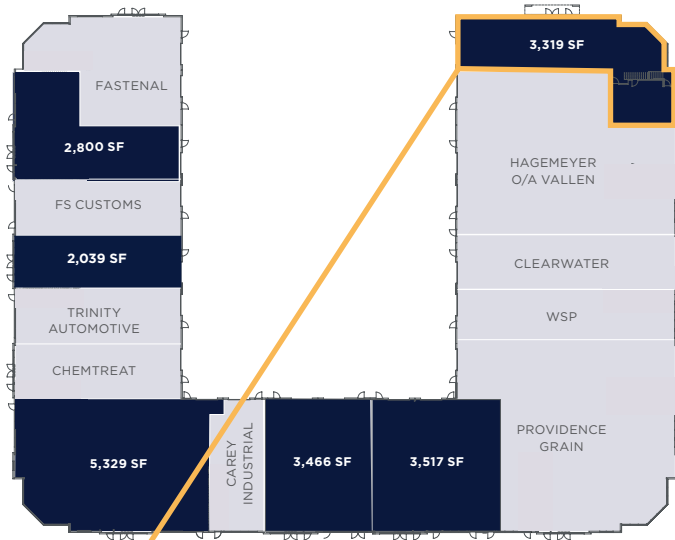 3,319 SF
FASTENAL
2,800 SF
HAGEMEYER
O/A VALLEN
FS CUSTOMS
2,039 SF
CLEARWATER
TRINITY
AUTOMOTIVE
WSP
CHEMTREAT
5,329 SF
CAREY
INDUSTRIAL
3,466 SF
3,517 SF
PROVIDENCE
GRAIN